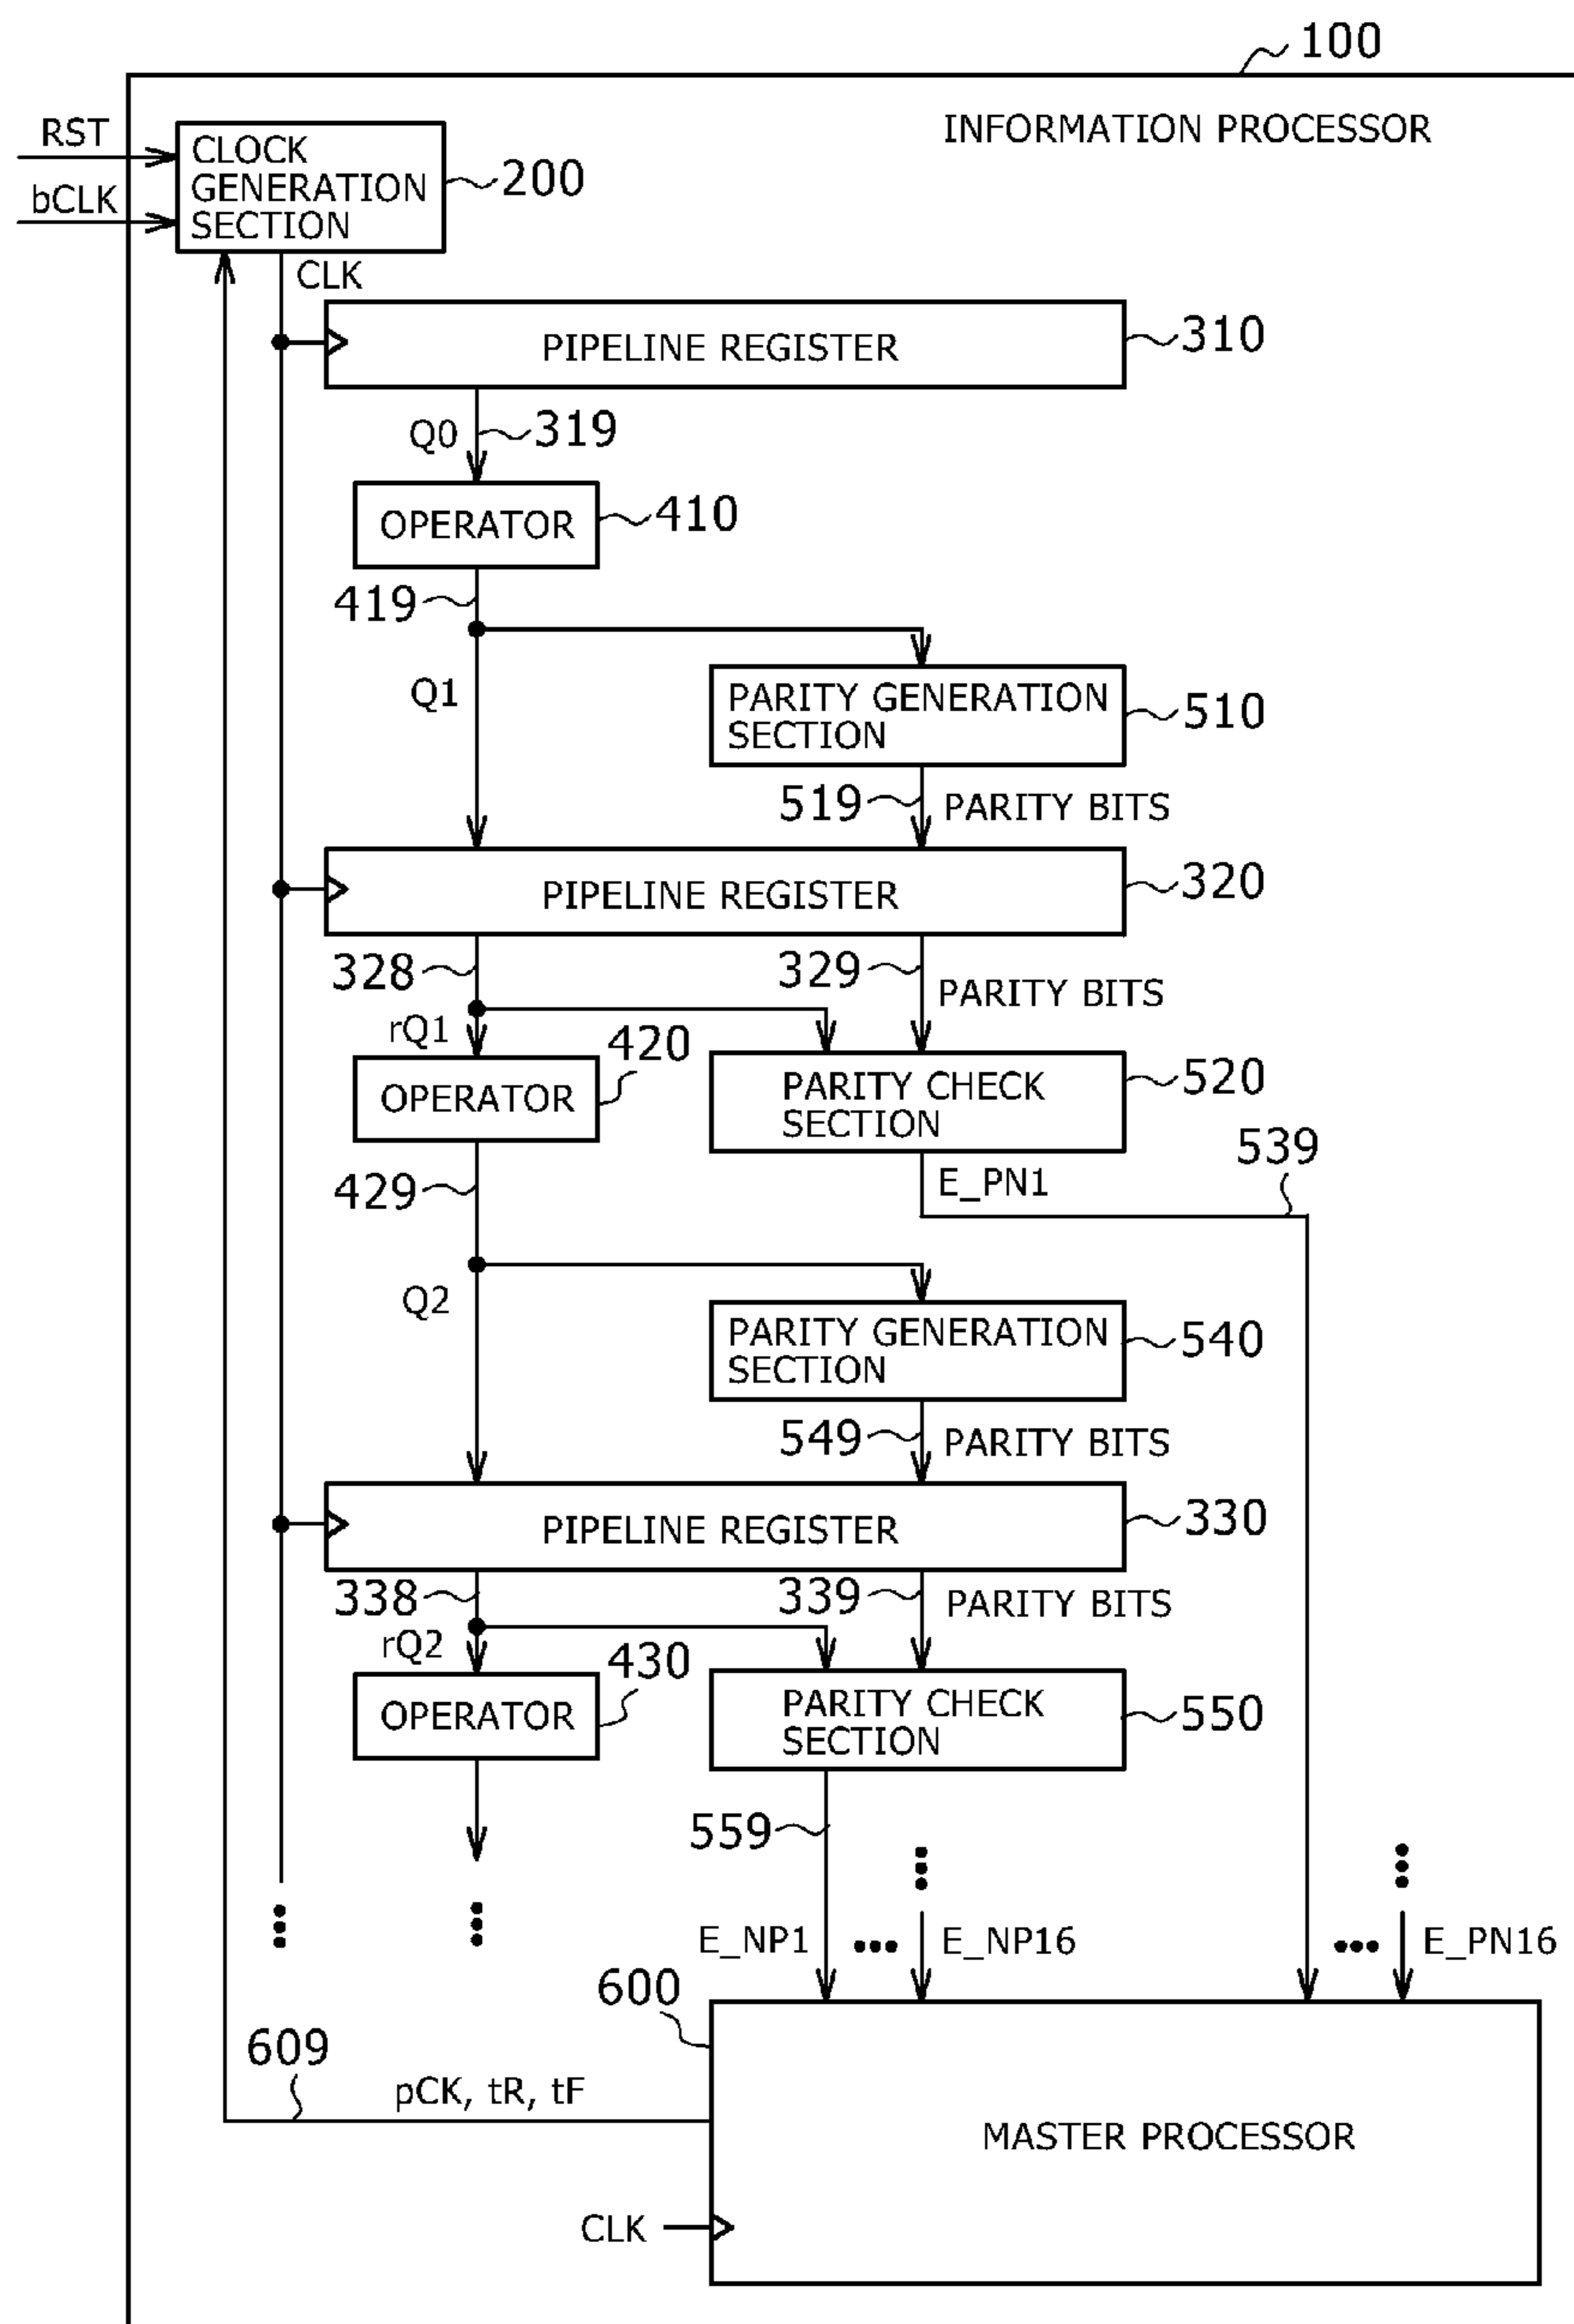 100
INFORMATION PROCESSOR
RST
bCLK
CLOCK
GENERATION
SECTION
200
CLK
PIPELINE REGISTER
310
Q0
319
OPERATOR
410
419
Q1
PARITY GENERATION
SECTION
510
519
PARITY BITS
PIPELINE REGISTER
320
328
329
PARITY BITS
rQ1
420
OPERATOR
PARITY CHECK
SECTION
520
539
429
E_PN1
Q2
PARITY GENERATION
SECTION
540
549
PARITY BITS
PIPELINE REGISTER
330
338
339
PARITY BITS
rQ2
430
OPERATOR
PARITY CHECK
SECTION
550
559
E_NP1
E_NP16
E_PN16
600
609
pCK, tR, tF
MASTER PROCESSOR
CLK